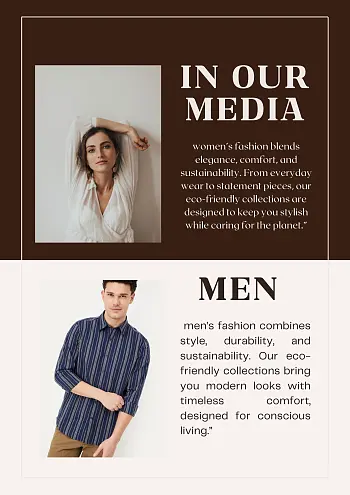 IN OUR
MEDIA
women's fashion blends
elegance, comfort, and
sustainability. From everyday
wear to statement pieces, our
eco-friendly collections are
designed to keep you stylish
while caring for the planet."
MEN
men's fashion combines
style, durability, and
sustainability. Our eco-
friendly collections bring
you modern looks with
timeless comfort,
designed for conscious
living."